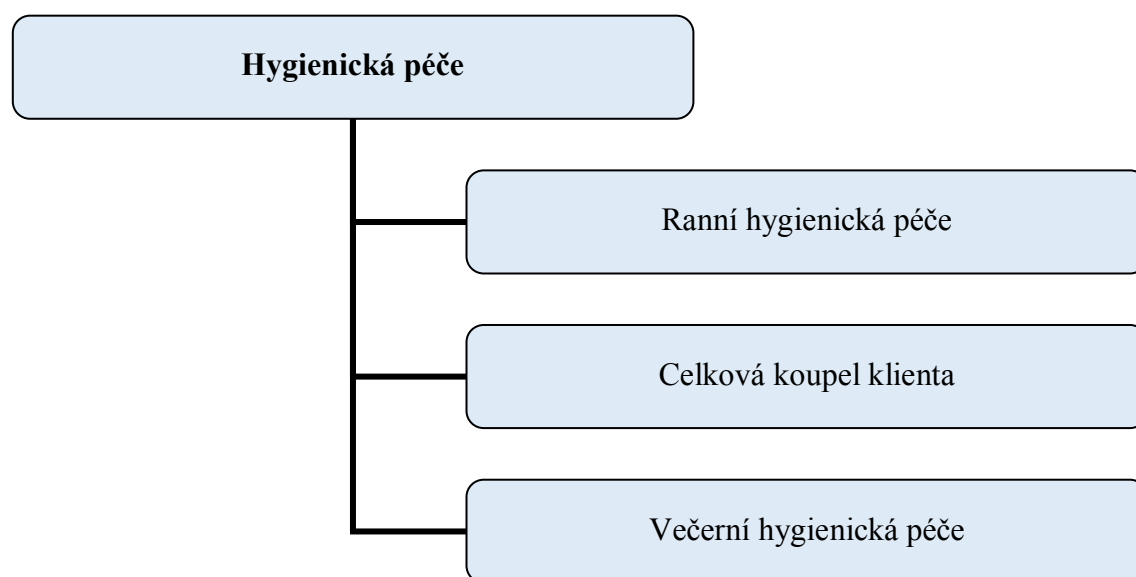 Hygienická péče
Ranní hygienická péče
Celková koupel klienta
Večerní hygienická péče